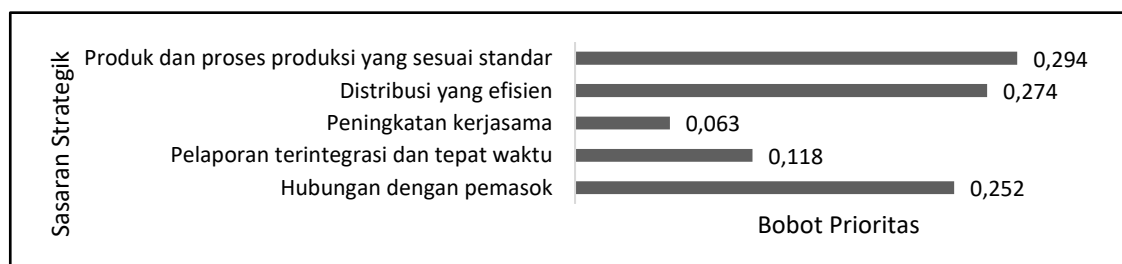 Sasaran Strategik
Produk dan proses produksi yang sesuai standar 0,294
Distribusi yang efisien 0,274
Peningkatan kerjasama 0,063
Pelaporan terintegrasi dan tepat waktu 0,118
Hubungan dengan pemasok 0,252
Bobot Prioritas